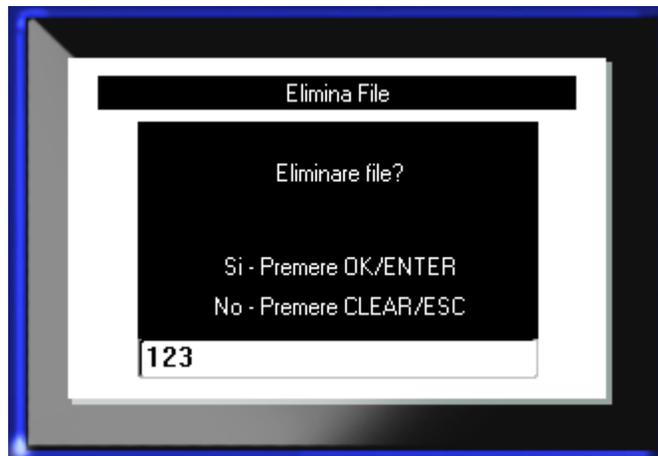 Elimina File
Eliminare file?
Si - Premere OK/ENTER
No - Premere CLEAR/ESC
123